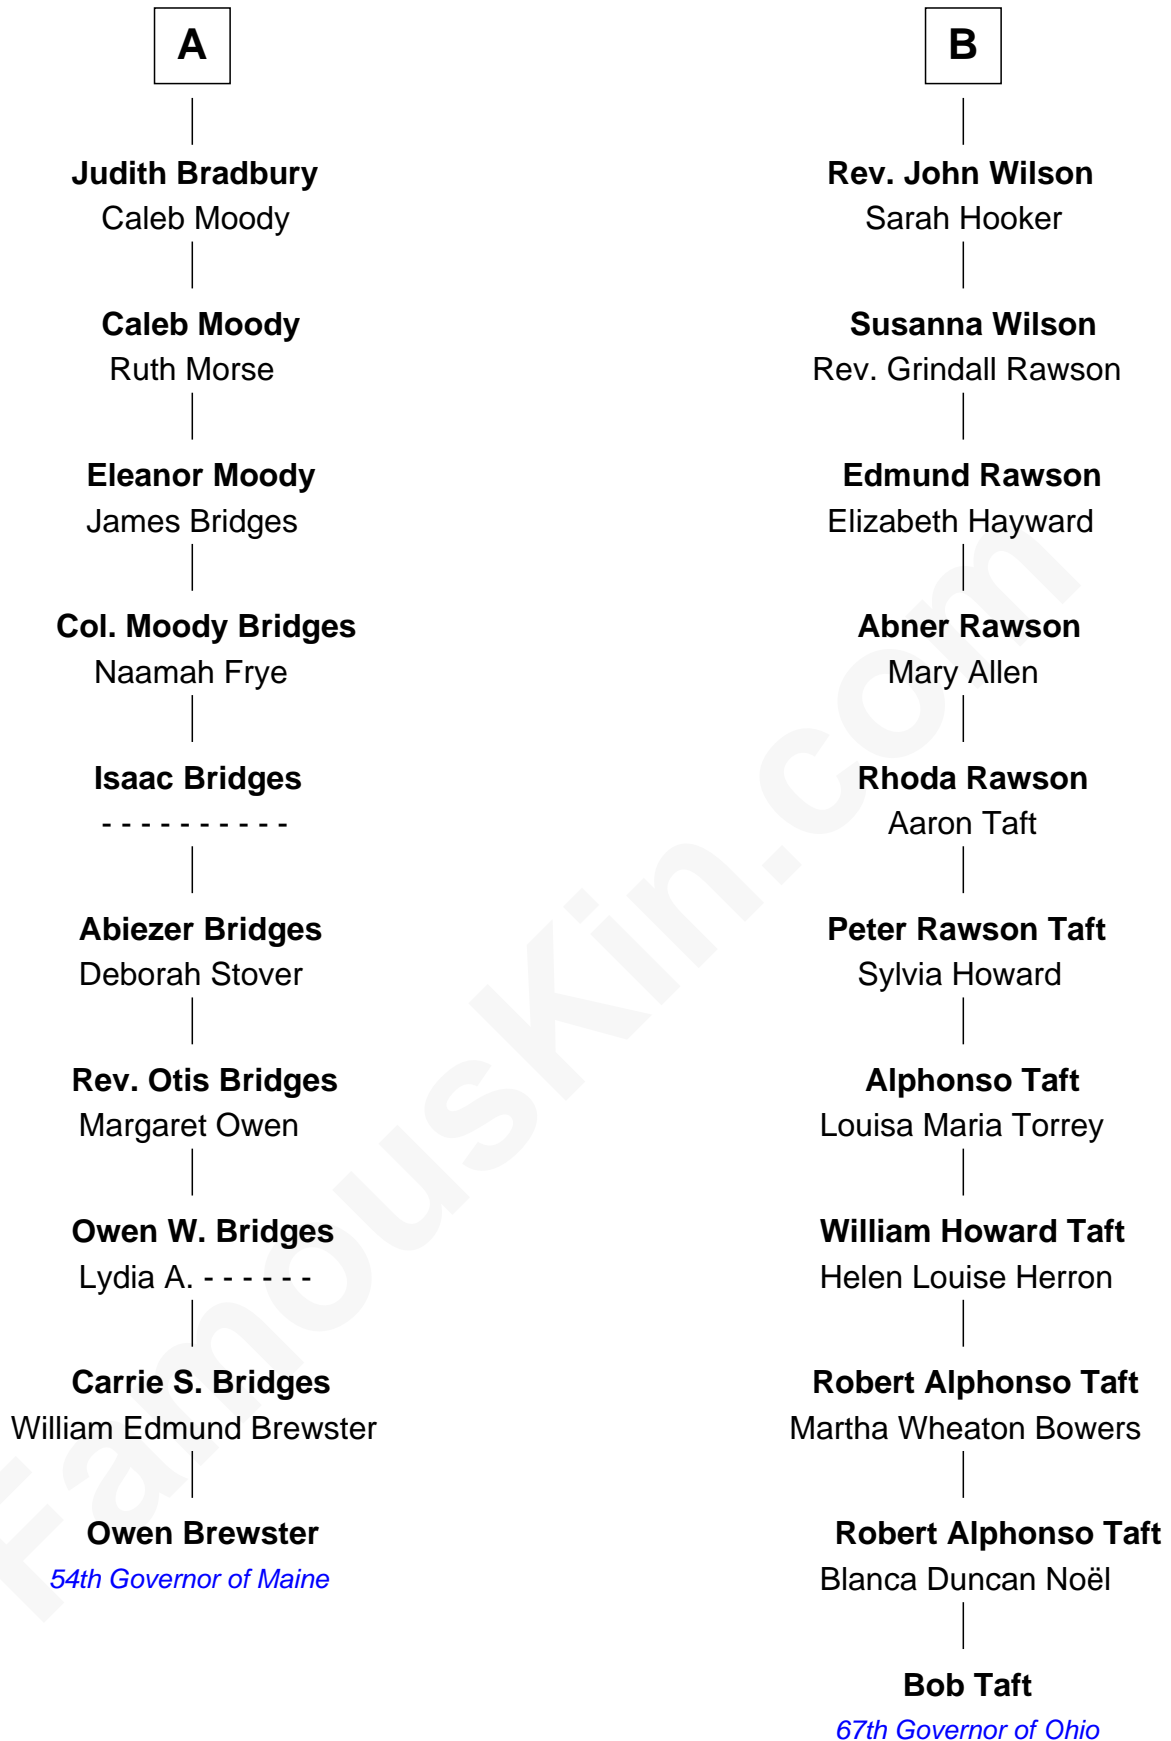 A
Judith Bradbury
Caleb Moody
Caleb Moody
Ruth Morse
Eleanor Moody
James Bridges
Col. Moody Bridges
Naamah Frye
Isaac Bridges
- - - - - - - - - -
Abiezer Bridges
Deborah Stover
Rev. Otis Bridges
Margaret Owen
Owen W. Bridges
Lydia A. - - - - - -
Carrie S. Bridges
William Edmund Brewster
Owen Brewster
54th Governor of Maine
B
Rev. John Wilson
Sarah Hooker
Susanna Wilson
Rev. Grindall Rawson
Edmund Rawson
Elizabeth Hayward
Abner Rawson
Mary Allen
Rhoda Rawson
Aaron Taft
Peter Rawson Taft
Sylvia Howard
Alphonso Taft
Louisa Maria Torrey
William Howard Taft
Helen Louise Herron
Robert Alphonso Taft
Martha Wheaton Bowers
Robert Alphonso Taft
Blanca Duncan Noël
Bob Taft
67th Governor of Ohio
FamousKin.com